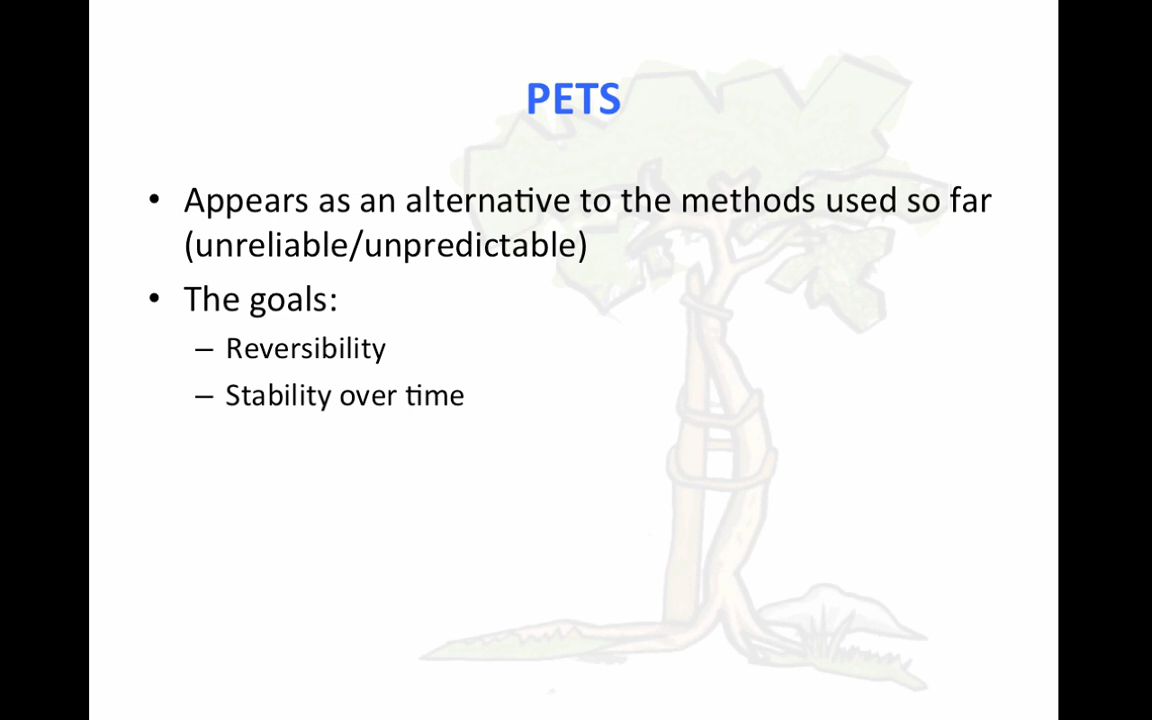 PETS
• Appears as an alternative to the methods used so far
(unreliable/unpredictable)
• The goals:
– Reversibility
– Stability over time